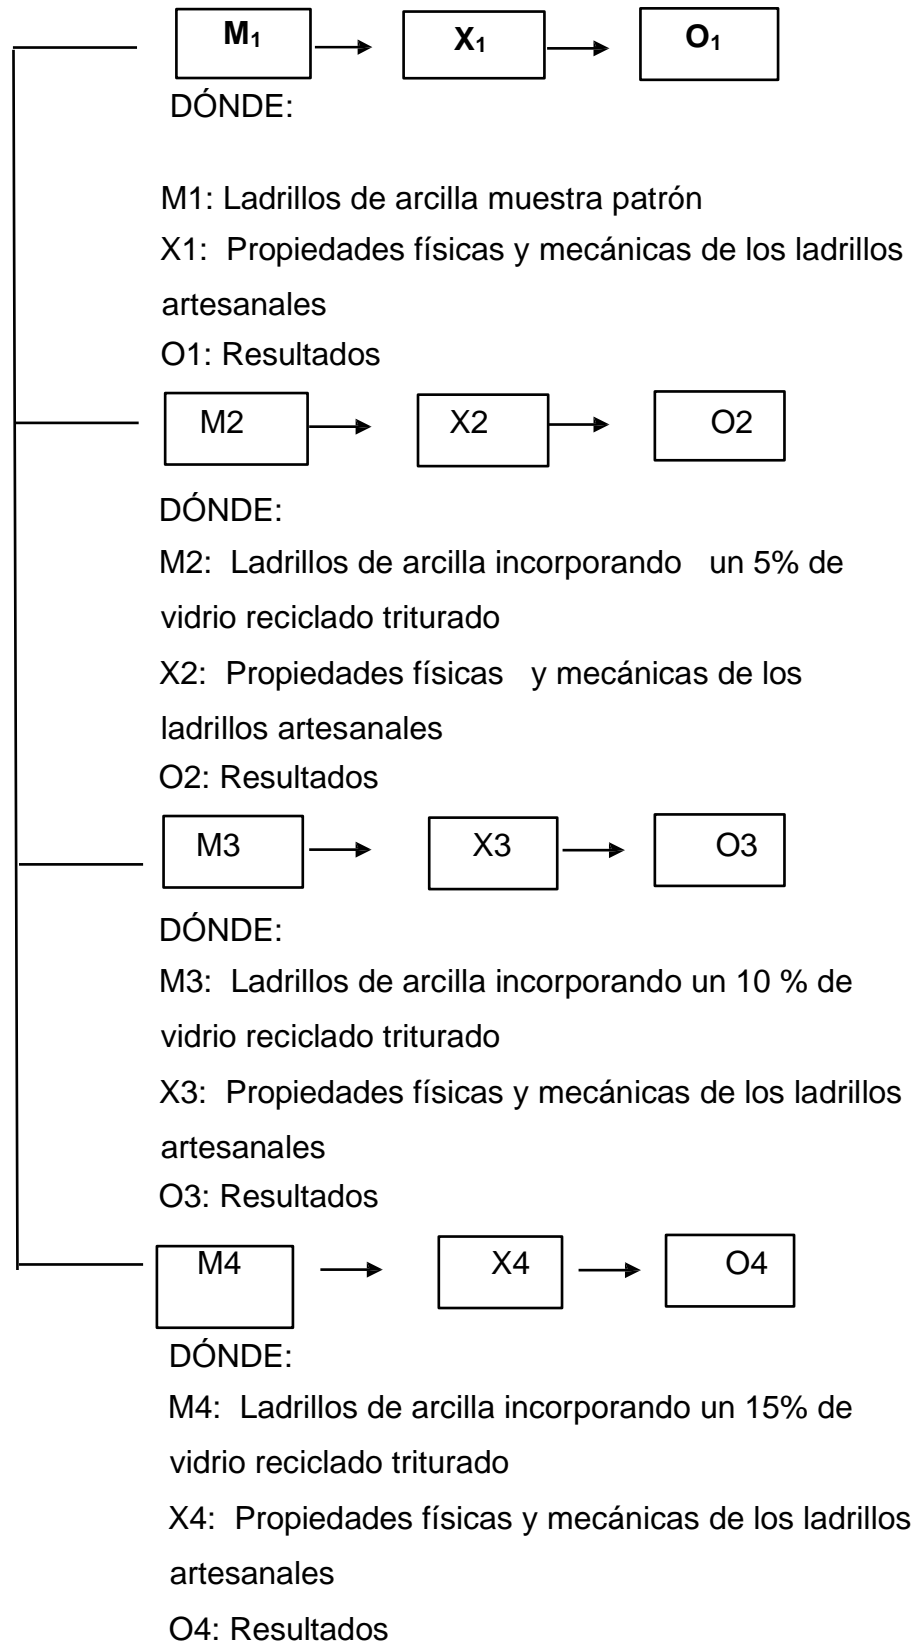 M₁ X₁ O₁
DÓNDE:
M1: Ladrillos de arcilla muestra patrón
X1: Propiedades físicas y mecánicas de los ladrillos
artesanales
O1: Resultados
M2 X2 O2
DÓNDE:
M2: Ladrillos de arcilla incorporando un 5% de
vidrio reciclado triturado
X2: Propiedades físicas y mecánicas de los
ladrillos artesanales
O2: Resultados
M3 X3 O3
DÓNDE:
M3: Ladrillos de arcilla incorporando un 10 % de
vidrio reciclado triturado
X3: Propiedades físicas y mecánicas de los ladrillos
artesanales
O3: Resultados
M4 X4 O4
DÓNDE:
M4: Ladrillos de arcilla incorporando un 15% de
vidrio reciclado triturado
X4: Propiedades físicas y mecánicas de los ladrillos
artesanales
O4: Resultados